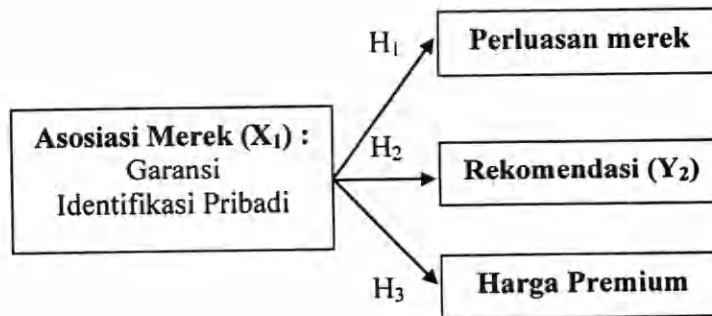 H₁
Perluasan merek
Asosiasi Merek (X₁) :
Garansi
Identifikasi Pribadi
H₂
Rekomendasi (Y₂)
H₃
Harga Premium